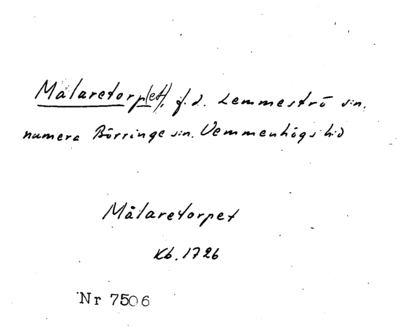 Målaretorp(et), f.d. Lemmeströ sn.
numera Börringe sn. Vemmenhögs hd
Målaretorpet
Kb. 1726
Nr 7506